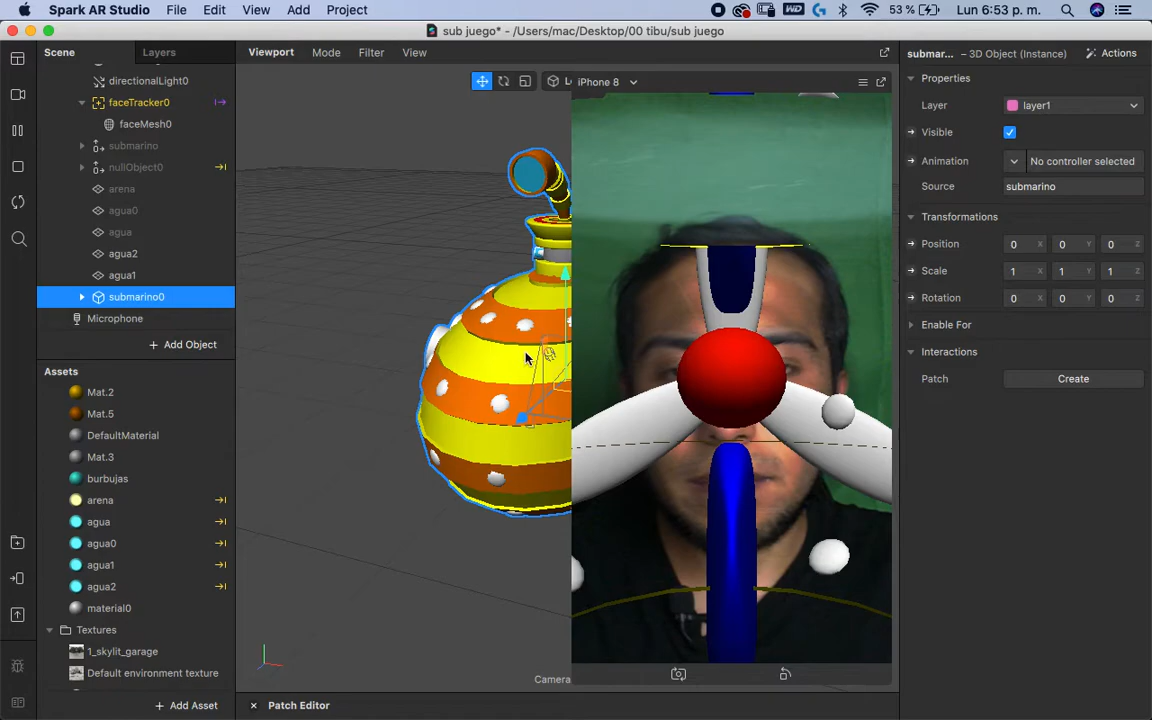 Spark AR Studio File Edit View Add Project 53 % Lun 6:53 p. m.
sub juego* - /Users/mac/Desktop/00 tibu/sub juego
Scene Layers
directionalLight0
faceTracker0
faceMesh0
submarino
nullObject0
arena
agua0
agua
agua2
agua1
submarino0
Microphone
Add Object
Assets
Mat.2
Mat.5
DefaultMaterial
Mat.3
burbujas
arena
agua
agua0
agua1
agua2
material0
Textures
1_skylit_garage
Default environment texture
Add Asset
Viewport Mode Filter View
iPhone 8
Camera
Patch Editor
submar... — 3D Object (Instance) Actions
Properties
Layer layer1
Visible
Animation No controller selected
Source submarino
Transformations
Position 0 X 0 Y 0 Z
Scale 1 X 1 Y 1 Z
Rotation 0 X 0 Y 0 Z
Enable For
Interactions
Patch Create